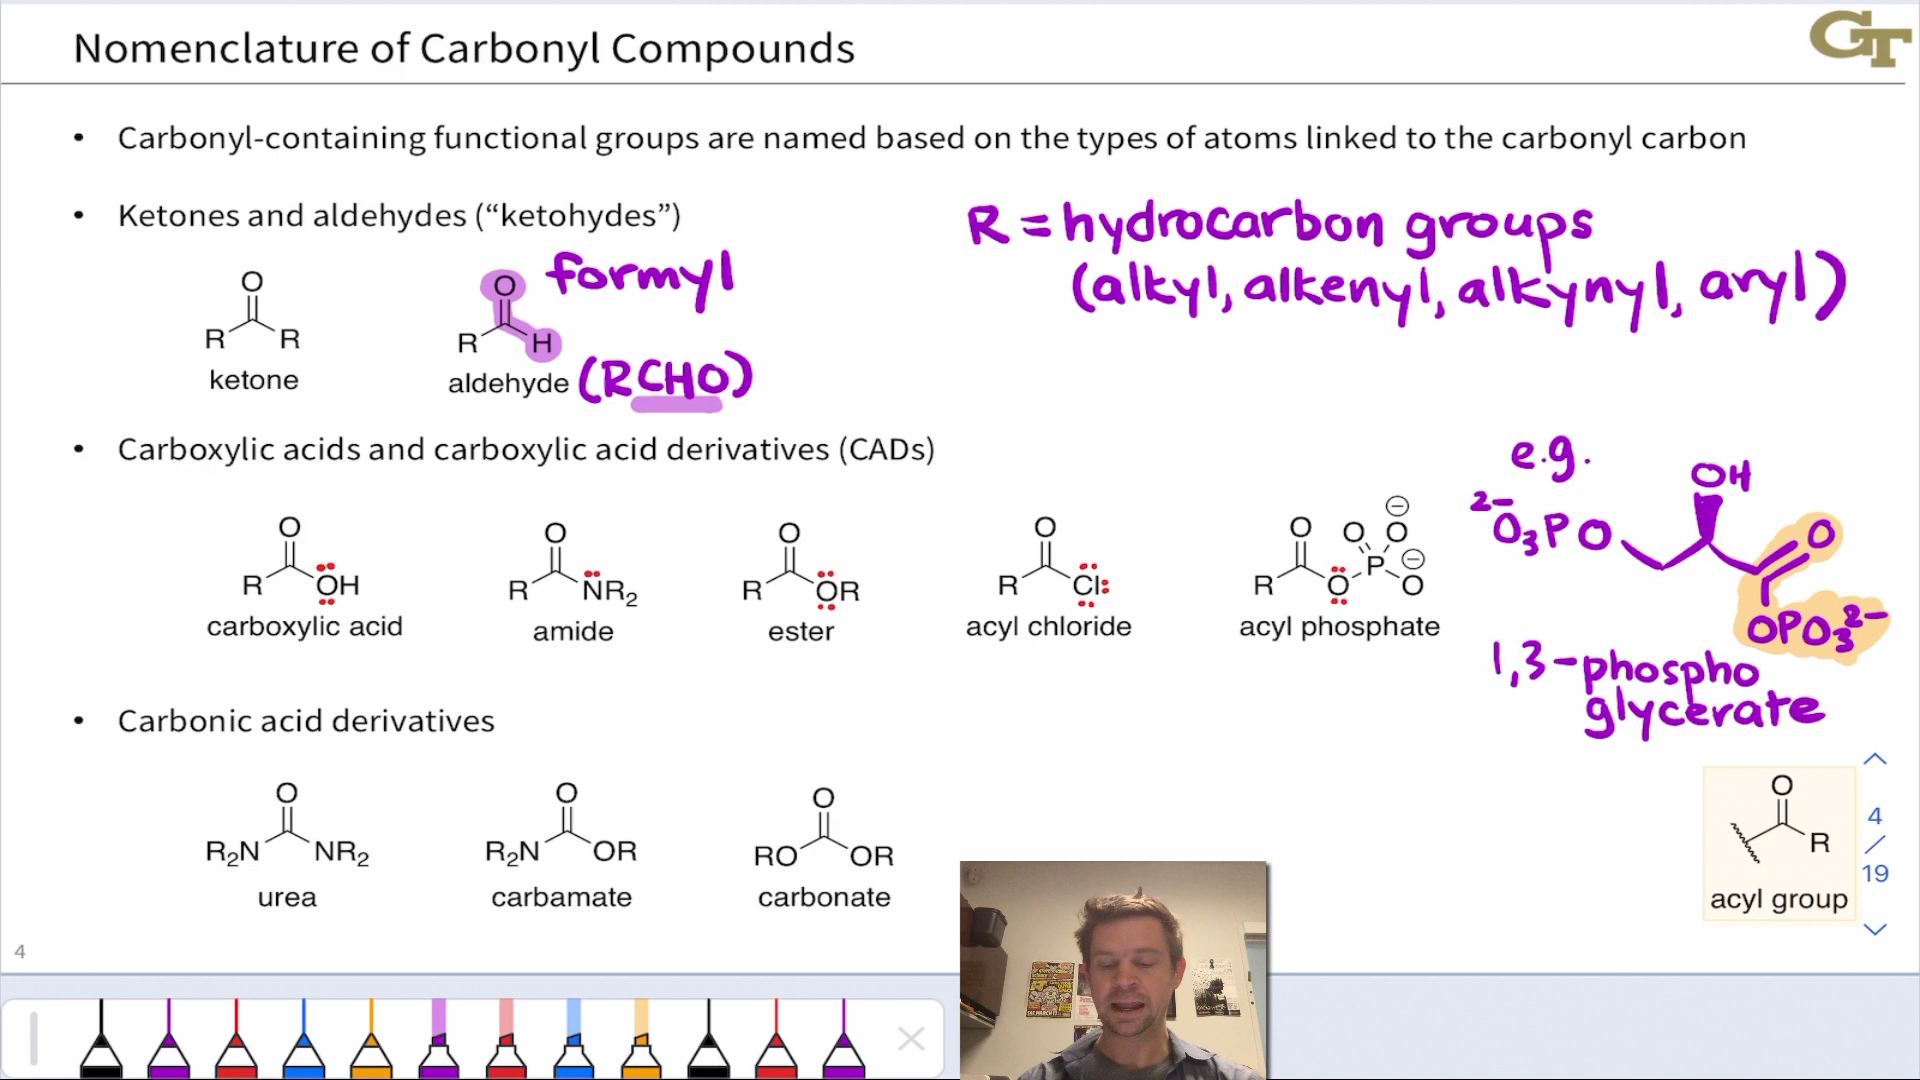 Nomenclature of Carbonyl Compounds
GT
• Carbonyl-containing functional groups are named based on the types of atoms linked to the carbonyl carbon
• Ketones and aldehydes (“ketohydes”)
R = hydrocarbon groups
(alkyl, alkenyl, alkynyl, aryl)
O
R R
ketone
O formyl
R H
aldehyde (RCHO)
• Carboxylic acids and carboxylic acid derivatives (CADs)
O
R OH
carboxylic acid
O
R NR₂
amide
O
R OR
ester
O
R Cl
acyl chloride
O O O ⊖
R O P O ⊖
acyl phosphate
e.g.
OH
²⁻O₃PO O
OPO₃²⁻
1,3-phospho
glycerate
• Carbonic acid derivatives
O
R₂N NR₂
urea
O
R₂N OR
carbamate
O
RO OR
carbonate
O
R
acyl group
4
/
19
4